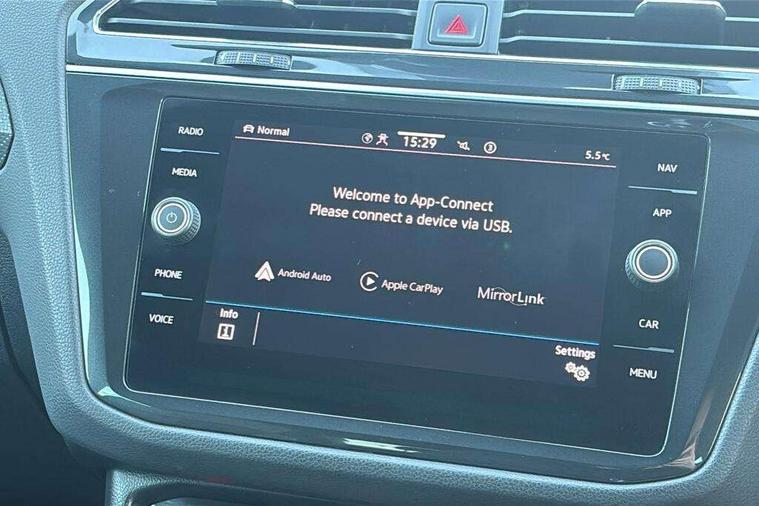 RADIO
MEDIA
PHONE
VOICE
Normal
15:29
3
5.5°C
Welcome to App-Connect
Please connect a device via USB.
Android Auto
Apple CarPlay
MirrorLink
Info
Settings
NAV
APP
CAR
MENU